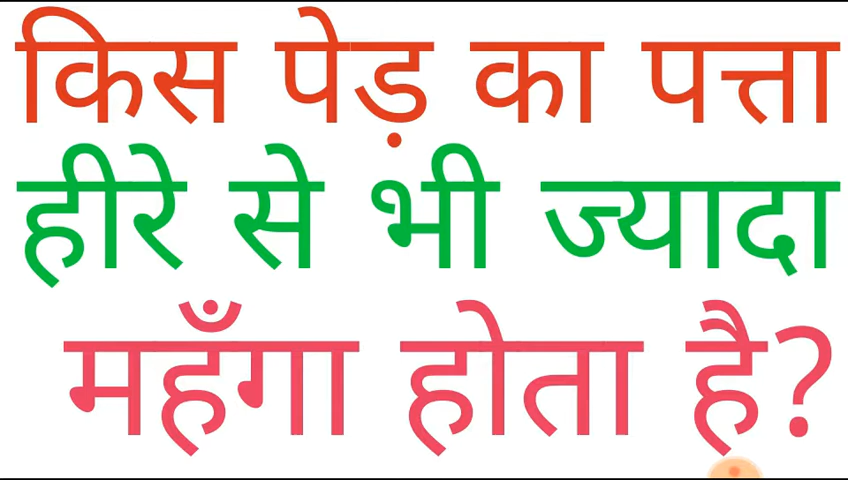 किस पेड़ का पत्ता
हीरे से भी ज्यादा
महँगा होता है?